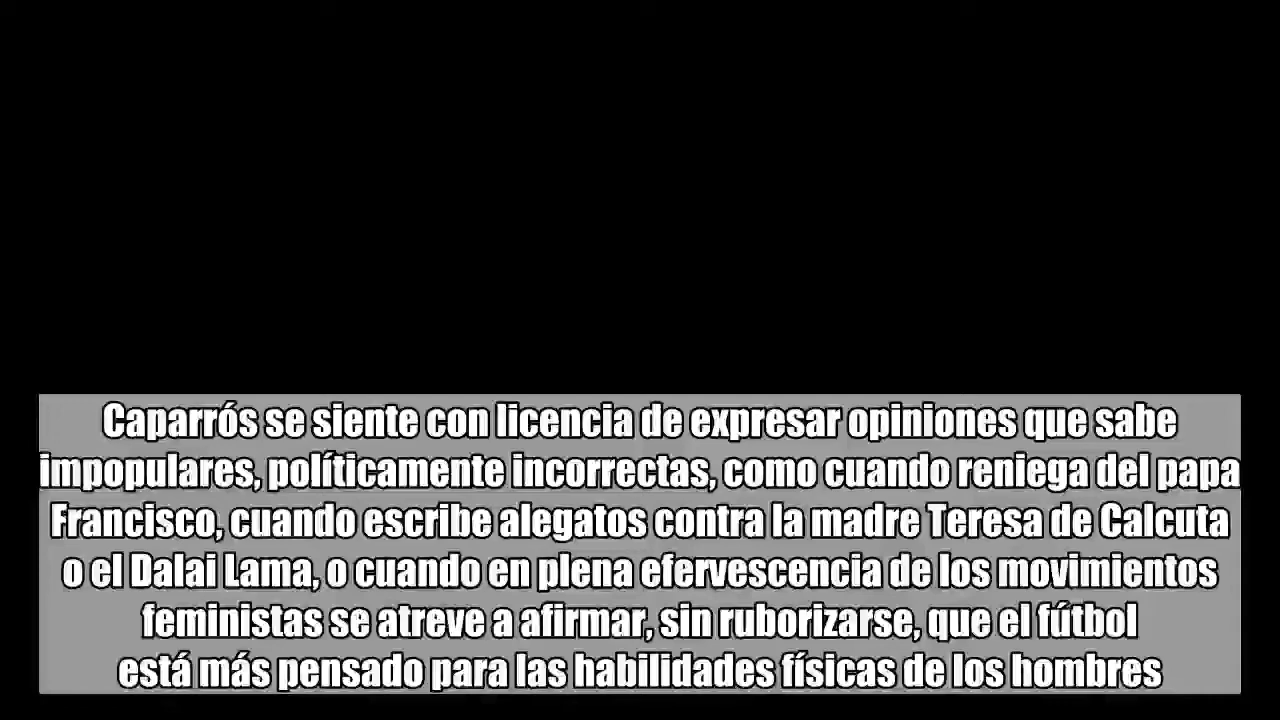 Caparrós se siente con licencia de expresar opiniones que sabe
impopulares, políticamente incorrectas, como cuando reniega del papa
Francisco, cuando escribe alegatos contra la madre Teresa de Calcuta
o el Dalai Lama, o cuando en plena efervescencia de los movimientos
feministas se atreve a afirmar, sin ruborizarse, que el fútbol
está más pensado para las habilidades físicas de los hombres